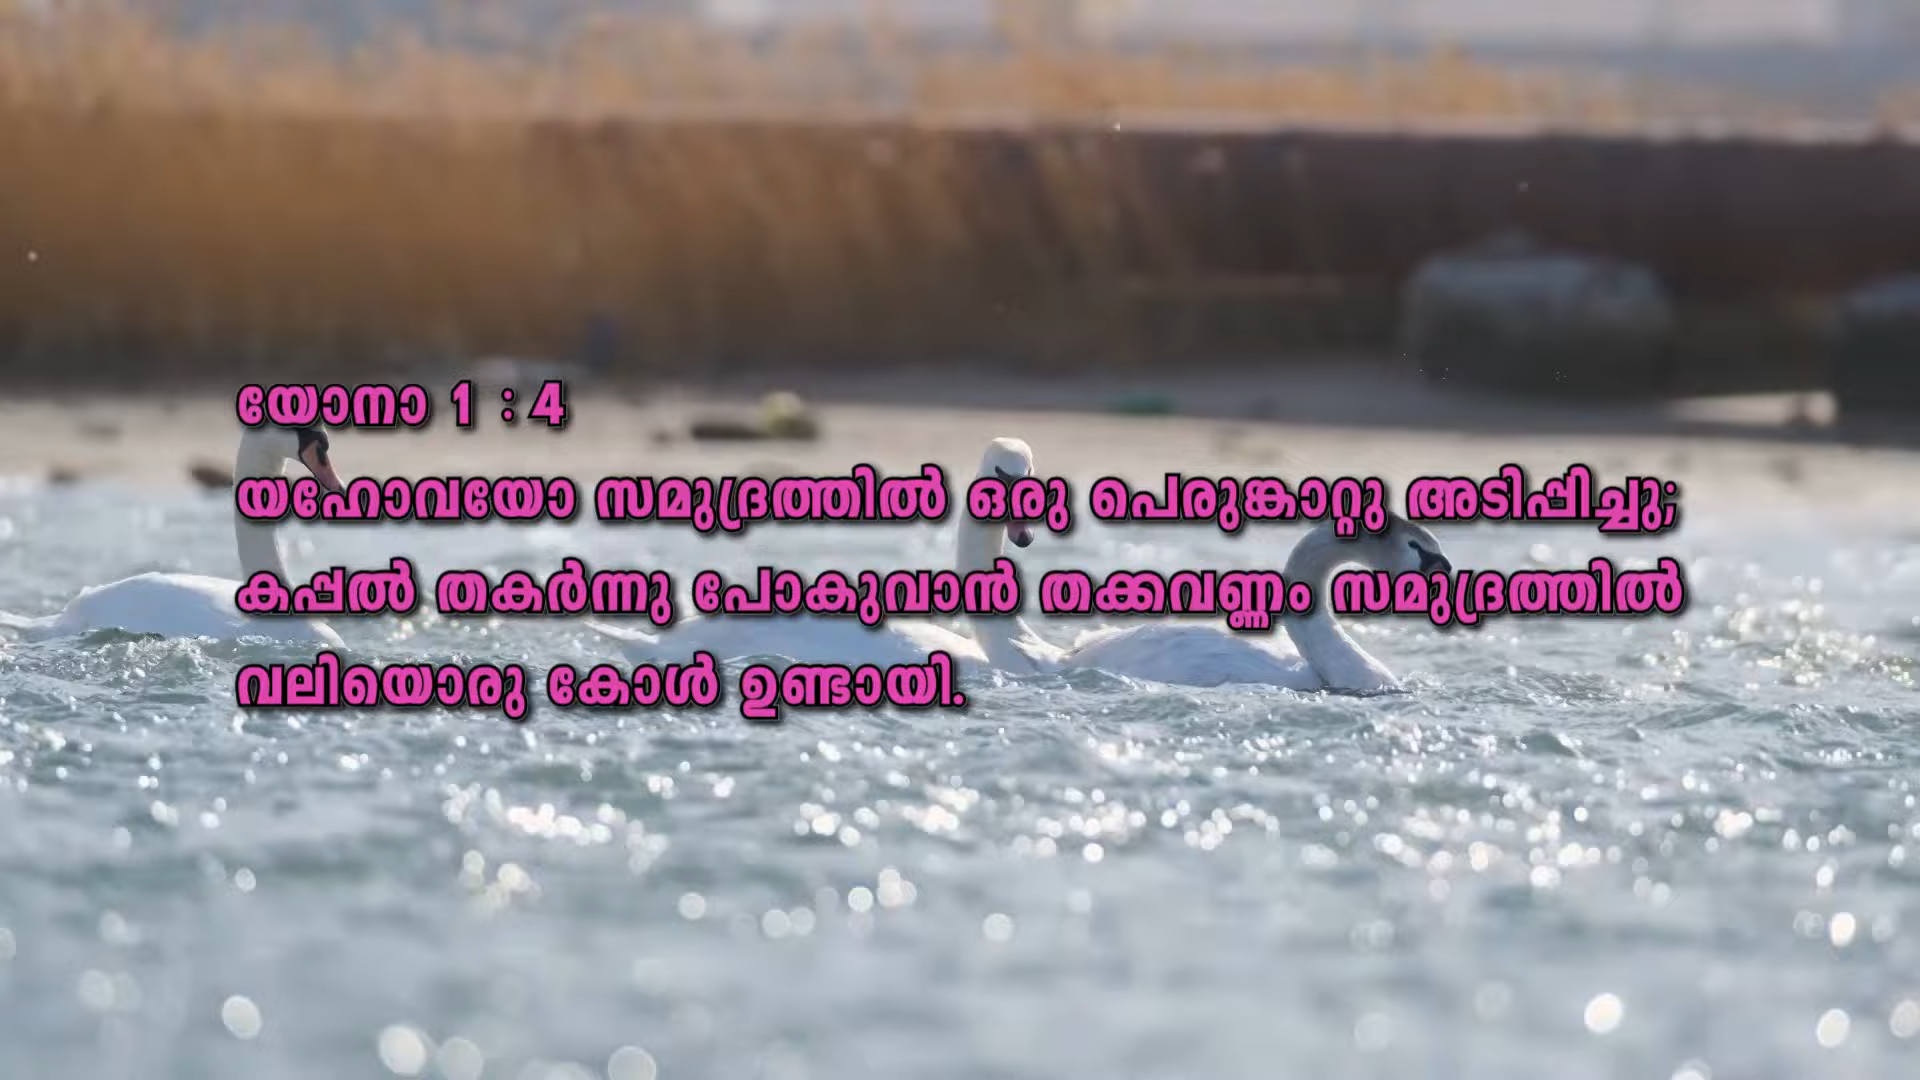 യോനാ 1 : 4
യഹോവയോ സമുദ്രത്തിൽ ഒരു പെരുങ്കാറ്റു അടിപ്പിച്ചു;
കപ്പൽ തകർന്നു പോകുവാൻ തക്കവണ്ണം സമുദ്രത്തിൽ
വലിയൊരു കോൾ ഉണ്ടായി.